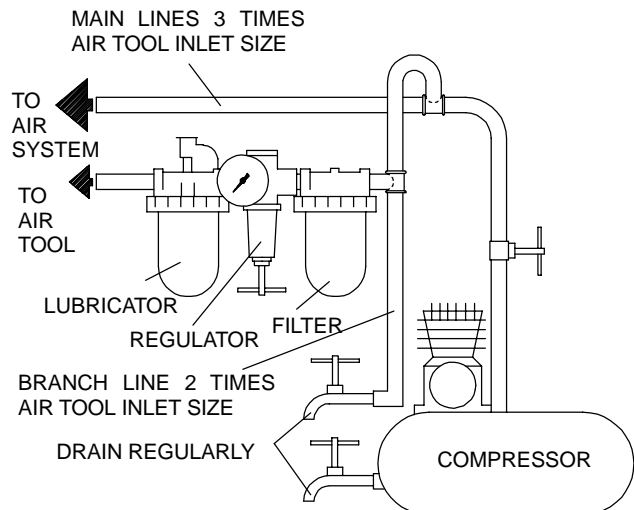 MAIN LINES 3 TIMES
AIR TOOL INLET SIZE
TO
AIR
SYSTEM
TO
AIR
TOOL
LUBRICATOR
REGULATOR
FILTER
BRANCH LINE 2 TIMES
AIR TOOL INLET SIZE
DRAIN REGULARLY
COMPRESSOR